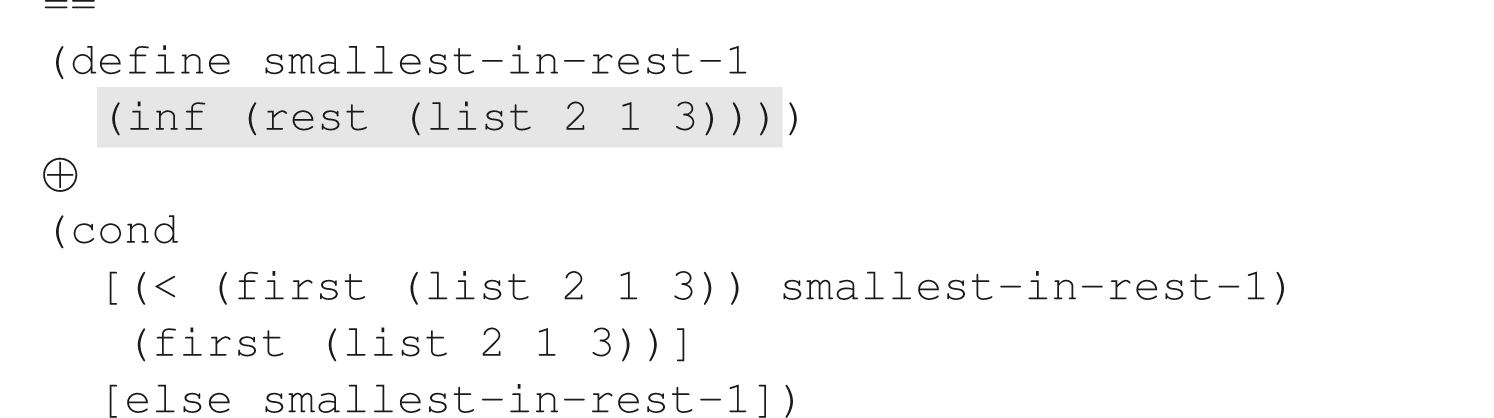 ==
(define smallest-in-rest-1
(inf (rest (list 2 1 3))))
⊕
(cond
[(< (first (list 2 1 3)) smallest-in-rest-1)
(first (list 2 1 3))]
[else smallest-in-rest-1])